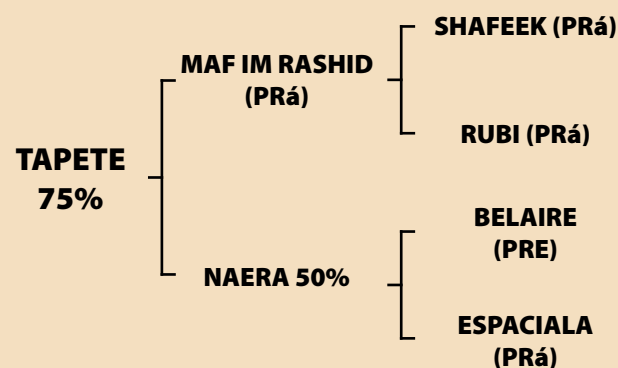 SHAFEEK (PRá)
MAF IM RASHID
(PRá)
RUBI (PRá)
TAPETE
75%
BELAIRE
(PRE)
NAERA 50%
ESPACIALA
(PRá)